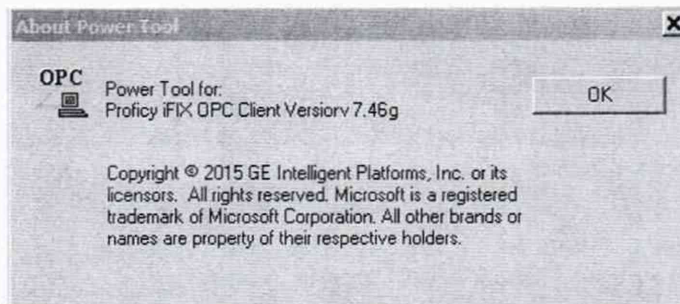 About Power Tool
OPC
Power Tool for:
Proficy iFIX OPC Client Versiorv 7.46g
OK
Copyright © 2015 GE Intelligent Platforms, Inc. or its
licensors. All rights reserved. Microsoft is a registered
trademark of Microsoft Corporation. All other brands or
names are property of their respective holders.